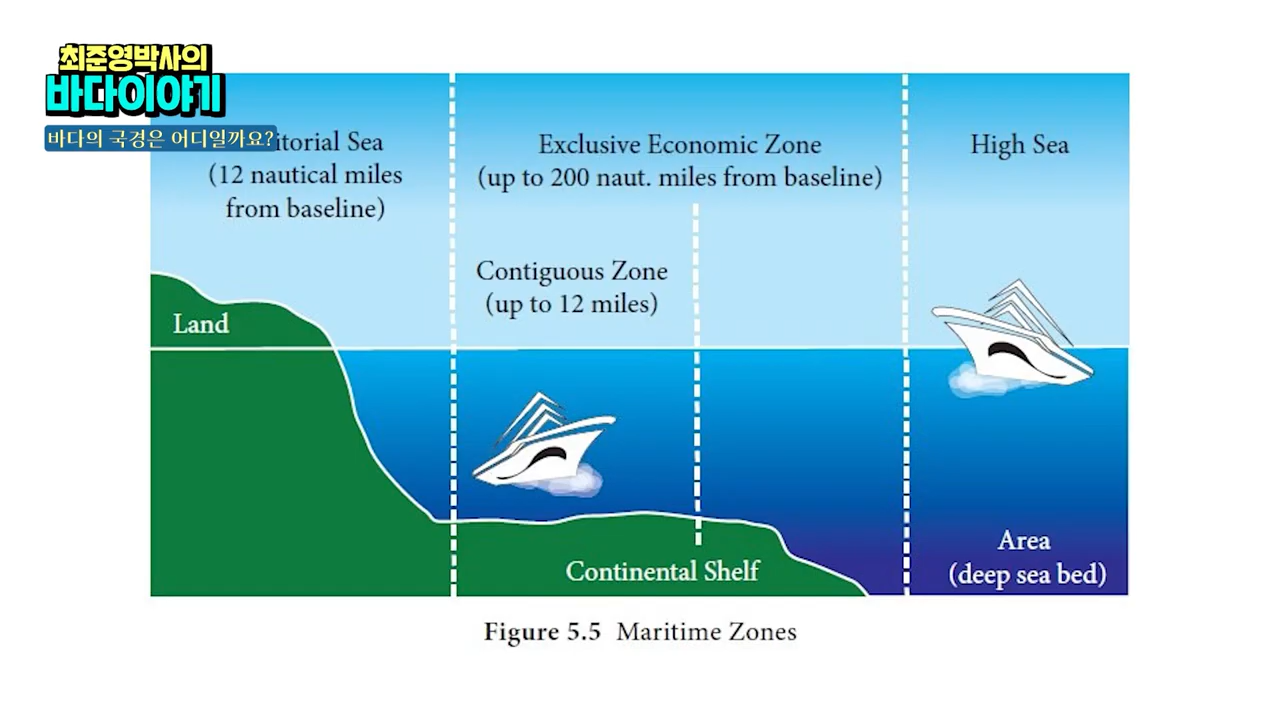 최준영박사의
바다이야기
바다의 국경은 어디일까요?
itorial Sea
(12 nautical miles
from baseline)
Exclusive Economic Zone
(up to 200 naut. miles from baseline)
High Sea
Contiguous Zone
(up to 12 miles)
Land
Continental Shelf
Area
(deep sea bed)
Figure 5.5 Maritime Zones